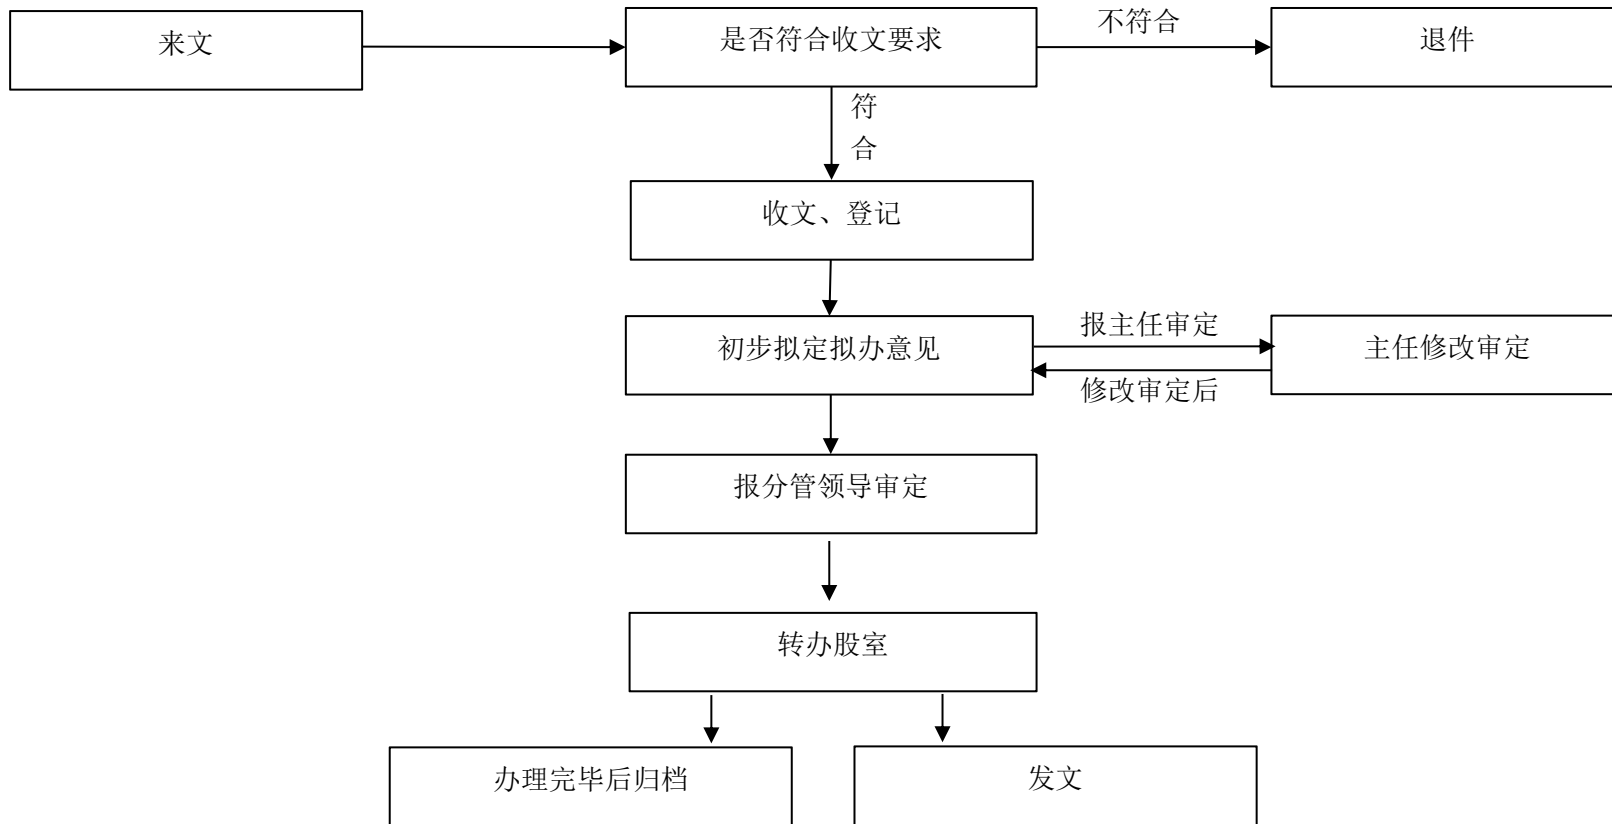 来文
是否符合收文要求
不符合
退件
符
合
收文、登记
初步拟定拟办意见
报主任审定
主任修改审定
修改审定后
报分管领导审定
转办股室
办理完毕后归档
发文